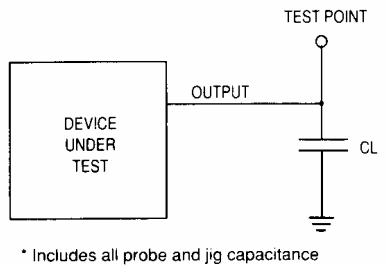 TEST POINT
OUTPUT
DEVICE
UNDER
TEST
CL
* Includes all probe and jig capacitance